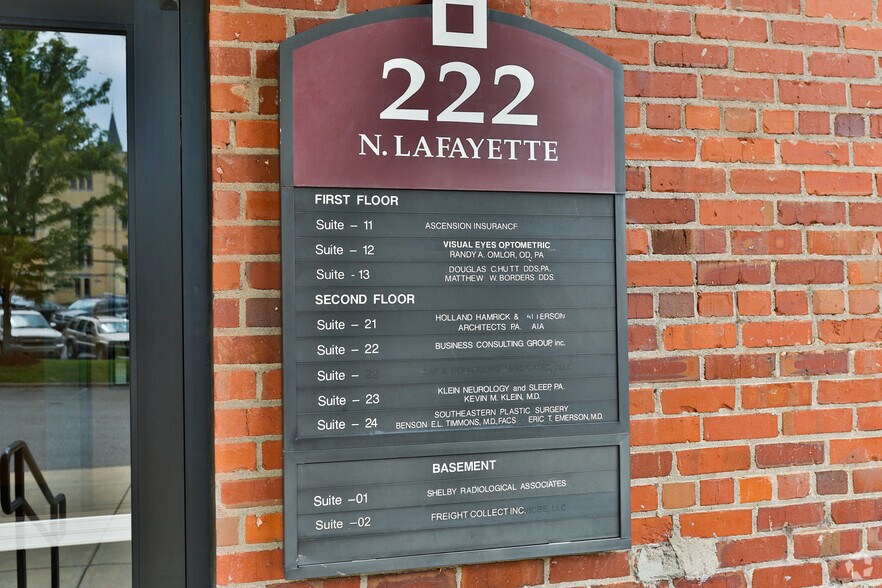 222
N. LAFAYETTE
FIRST FLOOR
Suite – 11 ASCENSION INSURANCF
Suite – 12 VISUAL EYES OPTOMETRIC
RANDY A. OMLOR, OD, PA
Suite - 13 DOUGLAS C.HUTT DDS,PA.
MATTHEW W. BORDERS DDS.
SECOND FLOOR
Suite – 21 HOLLAND HAMRICK &
ARCHITECTS PA. AIA
Suite – 22 BUSINESS CONSULTING GROUP, inc.
Suite –
Suite – 23 KLEIN NEUROLOGY and SLEEP, PA.
KEVIN M. KLEIN, M.D.
Suite – 24 SOUTHEASTERN PLASTIC SURGERY
BENSON E.L. TIMMONS, M.D., FACS ERIC T. EMERSON, M.D.
BASEMENT
Suite –01 SHELBY RADIOLOGICAL ASSOCIATES
Suite –02 FREIGHT COLLECT INC.